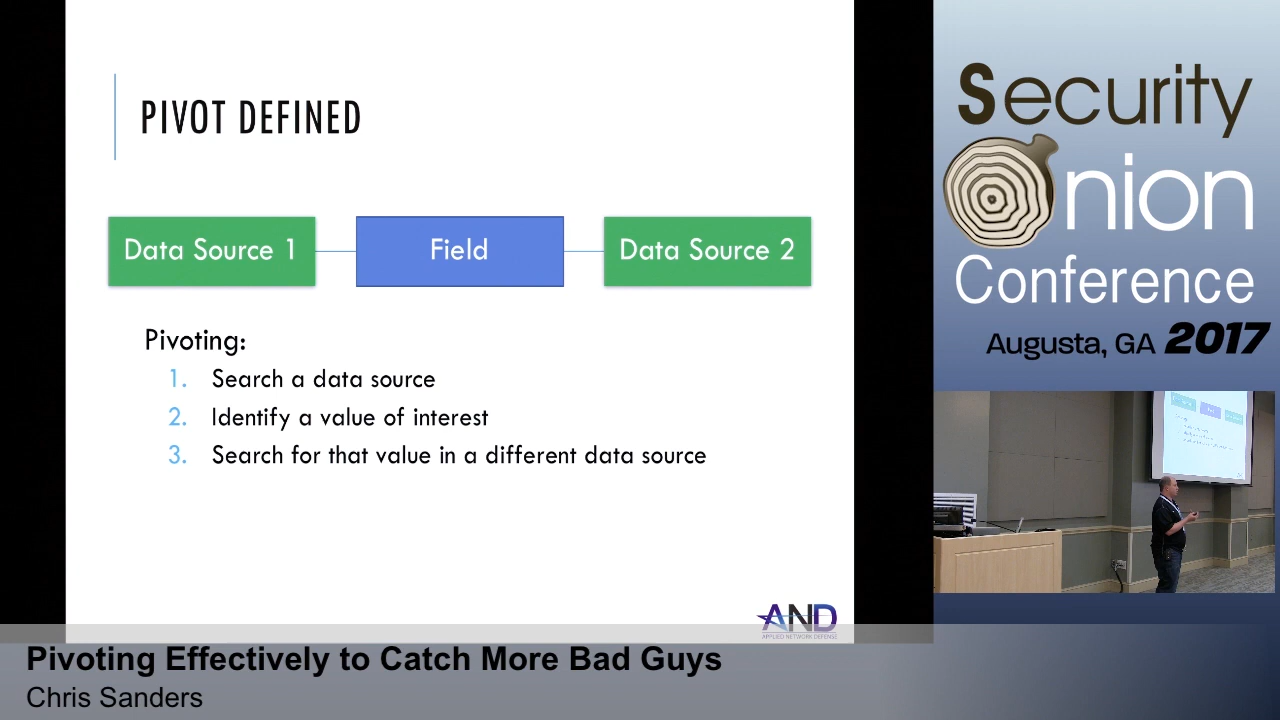 PIVOT DEFINED
Data Source 1
Field
Data Source 2
Pivoting:
1. Search a data source
2. Identify a value of interest
3. Search for that value in a different data source
AND
APPLIED NETWORK DEFENSE
Pivoting Effectively to Catch More Bad Guys
Chris Sanders
Security
Onion
Conference
Augusta, GA 2017